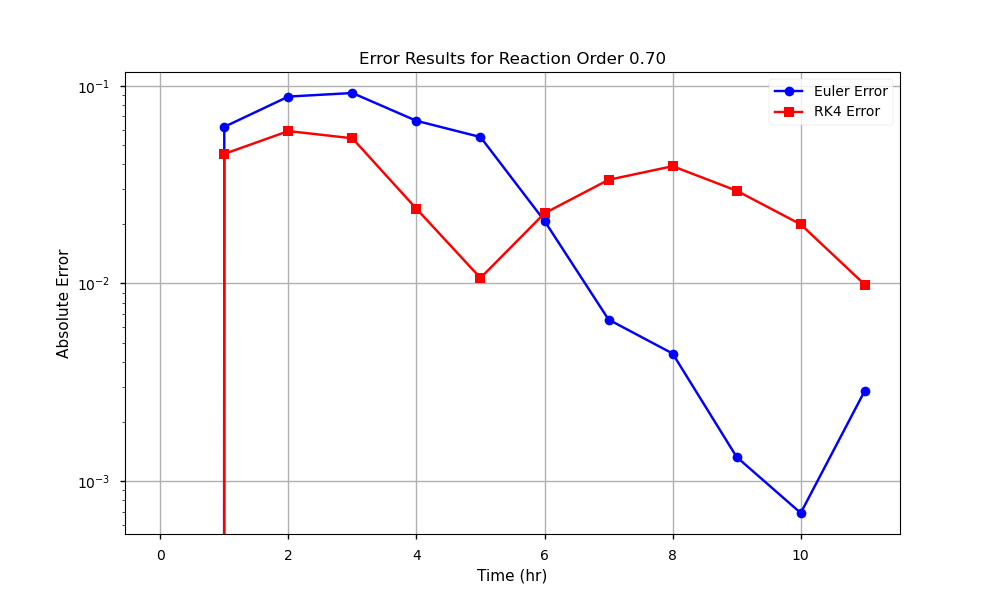 Error Results for Reaction Order 0.70
Euler Error
RK4 Error
Absolute Error
10⁻¹
10⁻²
10⁻³
0 2 4 6 8 10
Time (hr)